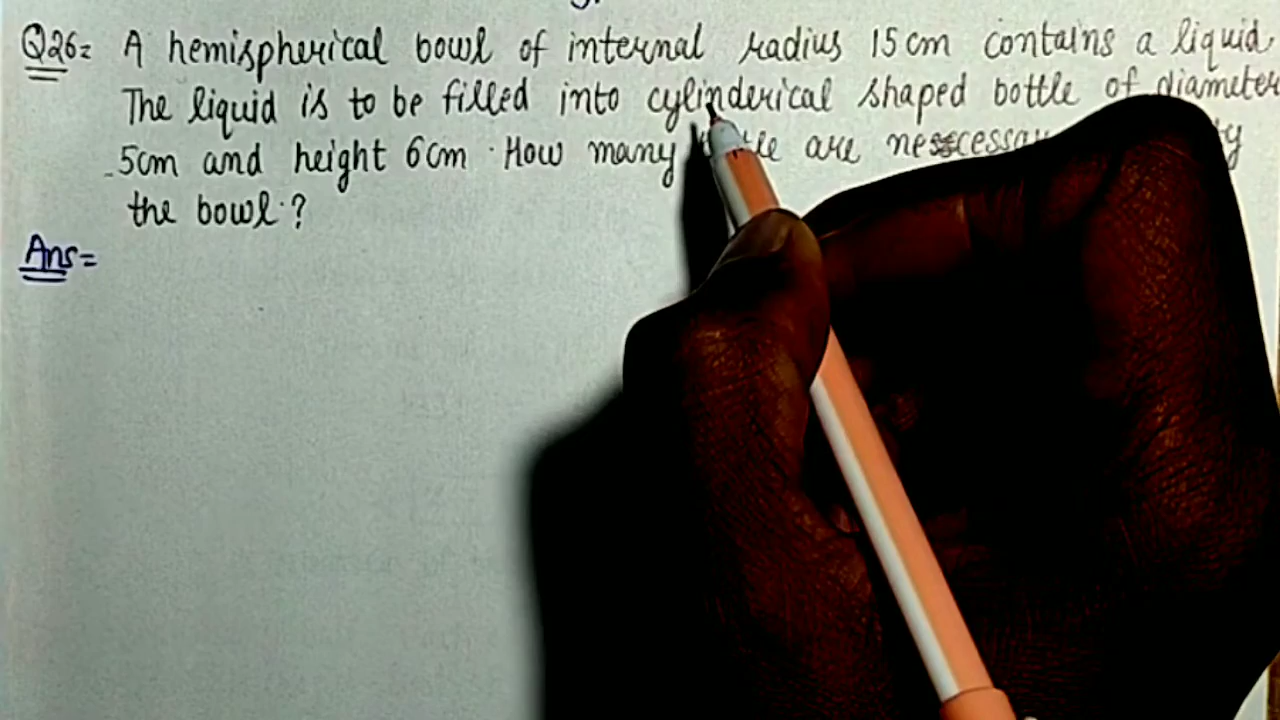 Q26= A hemispherical bowl of internal radius 15cm contains a liquid.
The liquid is to be filled into cylinderical shaped bottle of diameter
5cm and height 6cm. How many are
the bowl.?
Ans=